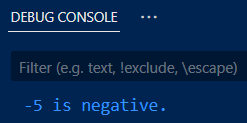 DEBUG CONSOLE ...
Filter (e.g. text, !exclude, \escape)
-5 is negative.